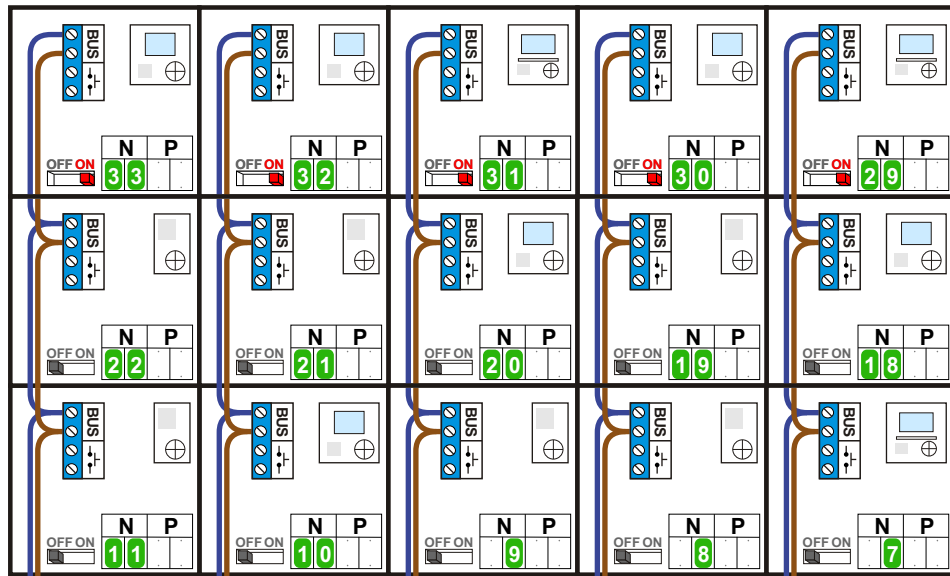 BUS BUS BUS BUS BUS
N P N P N P N P N P
OFF ON 3 3 OFF ON 3 2 OFF ON 3 1 OFF ON 3 0 OFF ON 2 9
BUS BUS BUS BUS BUS
N P N P N P N P N P
OFF ON 2 2 OFF ON 2 1 OFF ON 2 0 OFF ON 1 9 OFF ON 1 8
BUS BUS BUS BUS BUS
N P N P N P N P N P
OFF ON 1 1 OFF ON 1 0 OFF ON 9 OFF ON 8 OFF ON 7